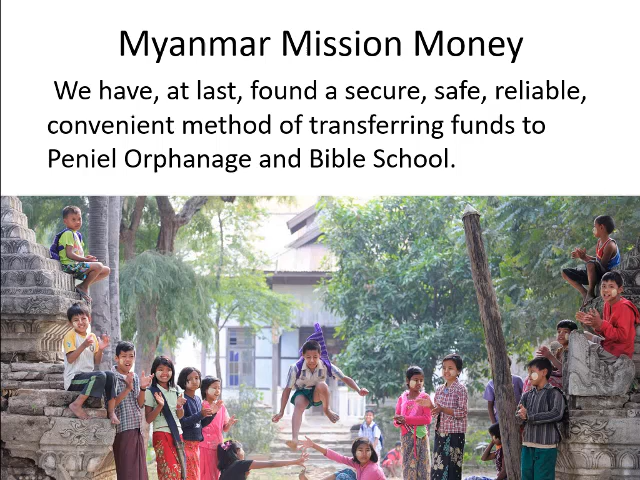 Myanmar Mission Money
We have, at last, found a secure, safe, reliable,
convenient method of transferring funds to
Peniel Orphanage and Bible School.